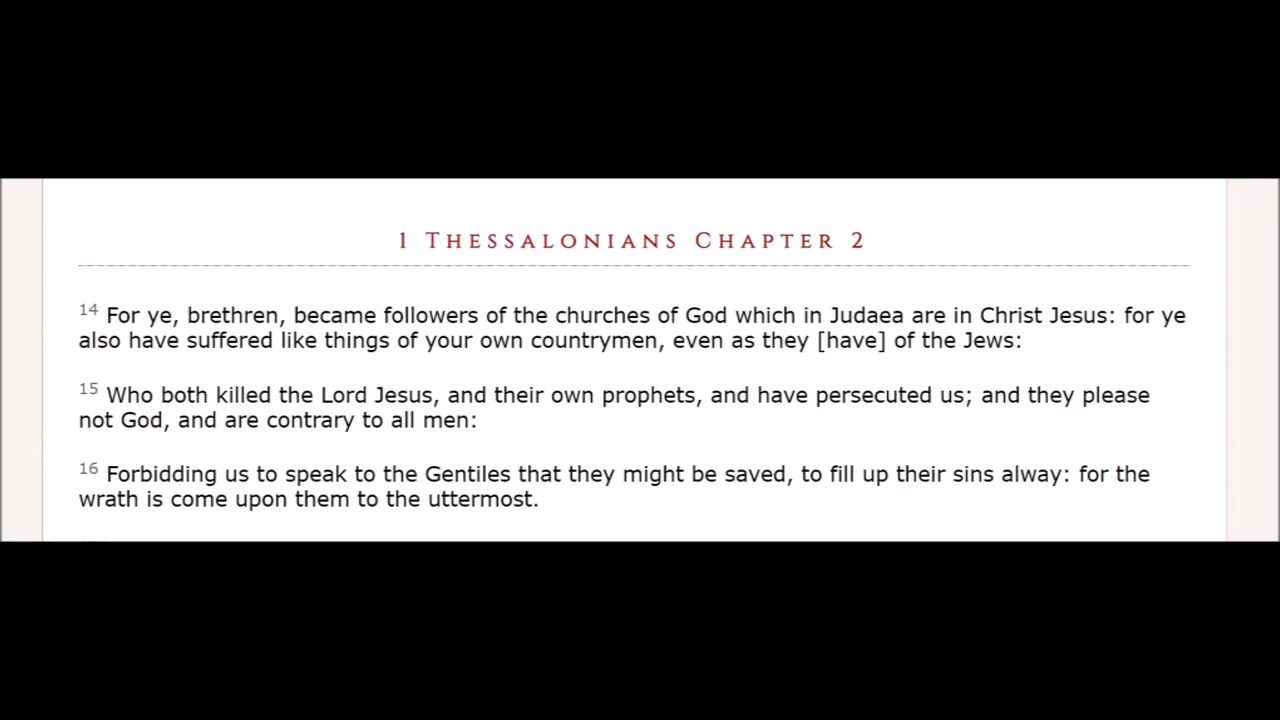 1 Thessalonians Chapter 2
14 For ye, brethren, became followers of the churches of God which in Judaea are in Christ Jesus: for ye
also have suffered like things of your own countrymen, even as they [have] of the Jews:
15 Who both killed the Lord Jesus, and their own prophets, and have persecuted us; and they please
not God, and are contrary to all men:
16 Forbidding us to speak to the Gentiles that they might be saved, to fill up their sins alway: for the
wrath is come upon them to the uttermost.